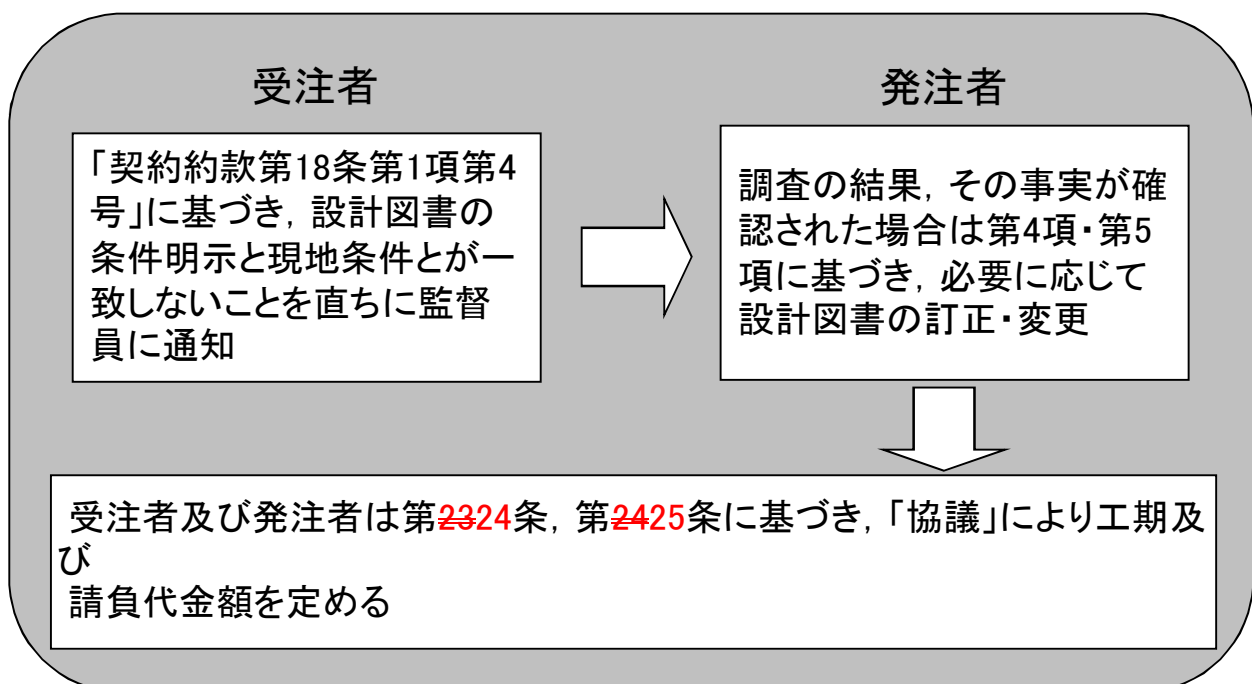 受注者
発注者
「契約約款第18条第1項第4
号」に基づき，設計図書の
条件明示と現地条件とが一
致しないことを直ちに監督
員に通知
調査の結果，その事実が確
認された場合は第4項・第5
項に基づき，必要に応じて
設計図書の訂正・変更
受注者及び発注者は第2324条，第2425条に基づき，「協議」により工期及
び
請負代金額を定める